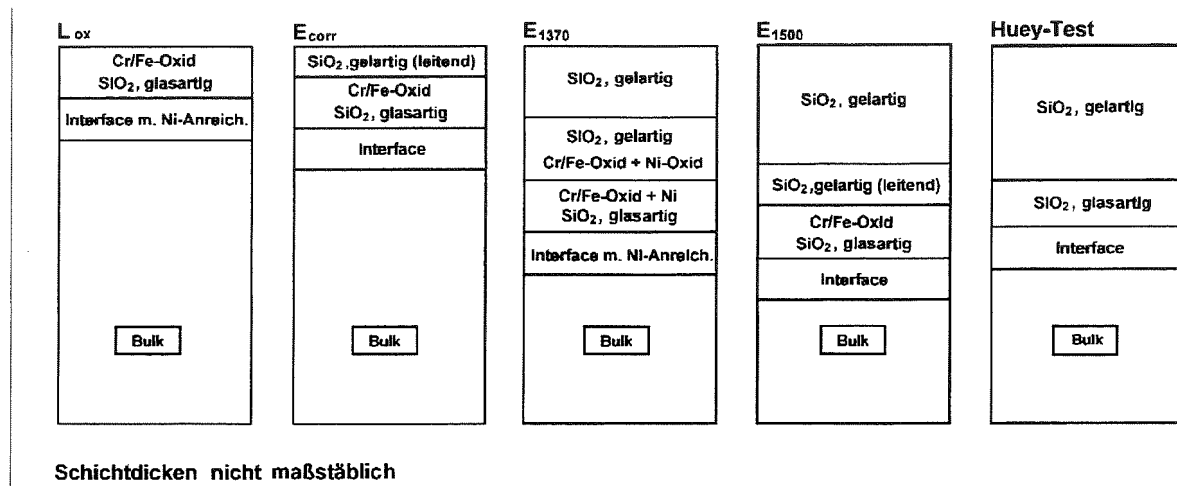 L ox
Cr/Fe-Oxid
SiO₂, glasartig
Interface m. Ni-Anreich.
Bulk
E corr
SiO₂,gelartig (leitend)
Cr/Fe-Oxid
SiO₂, glasartig
Interface
Bulk
E 1370
SiO₂, gelartig
SiO₂, gelartig
Cr/Fe-Oxid + Ni-Oxid
Cr/Fe-Oxid + Ni
SiO₂, glasartig
Interface m. Ni-Anreich.
Bulk
E 1500
SiO₂, gelartig
SiO₂,gelartig (leitend)
Cr/Fe-Oxid
SiO₂, glasartig
Interface
Bulk
Huey-Test
SiO₂, gelartig
SiO₂, glasartig
Interface
Bulk
Schichtdicken nicht maßstäblich